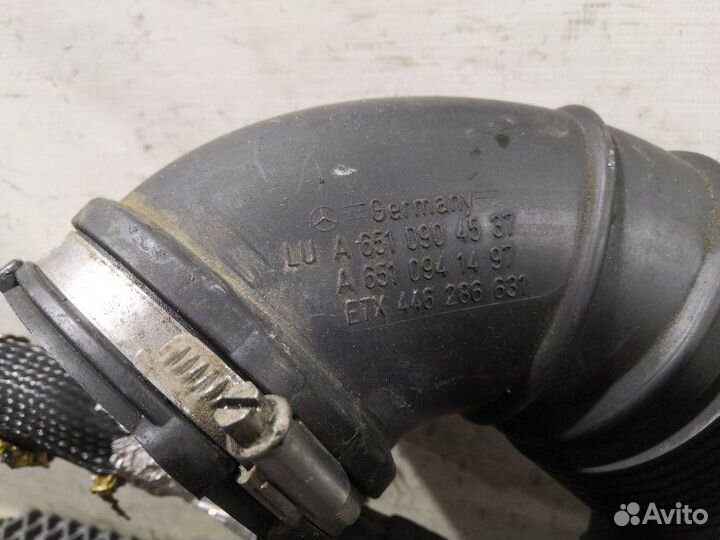 Germany
LU A 651 090 45 37
A 651 094 14 97
ETX 446 286 631
Avito